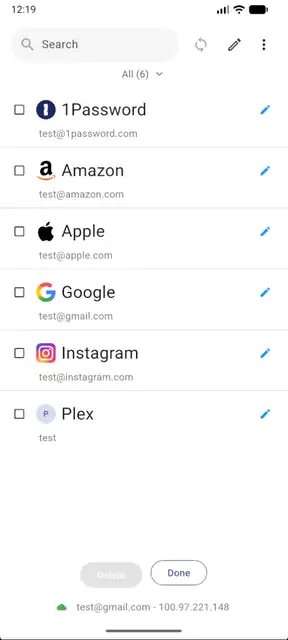 12:19
Search
All (6)
1Password
test@1password.com
Amazon
test@amazon.com
Apple
test@apple.com
Google
test@gmail.com
Instagram
test@instagram.com
P Plex
test
Delete
Done
test@gmail.com - 100.97.221.148